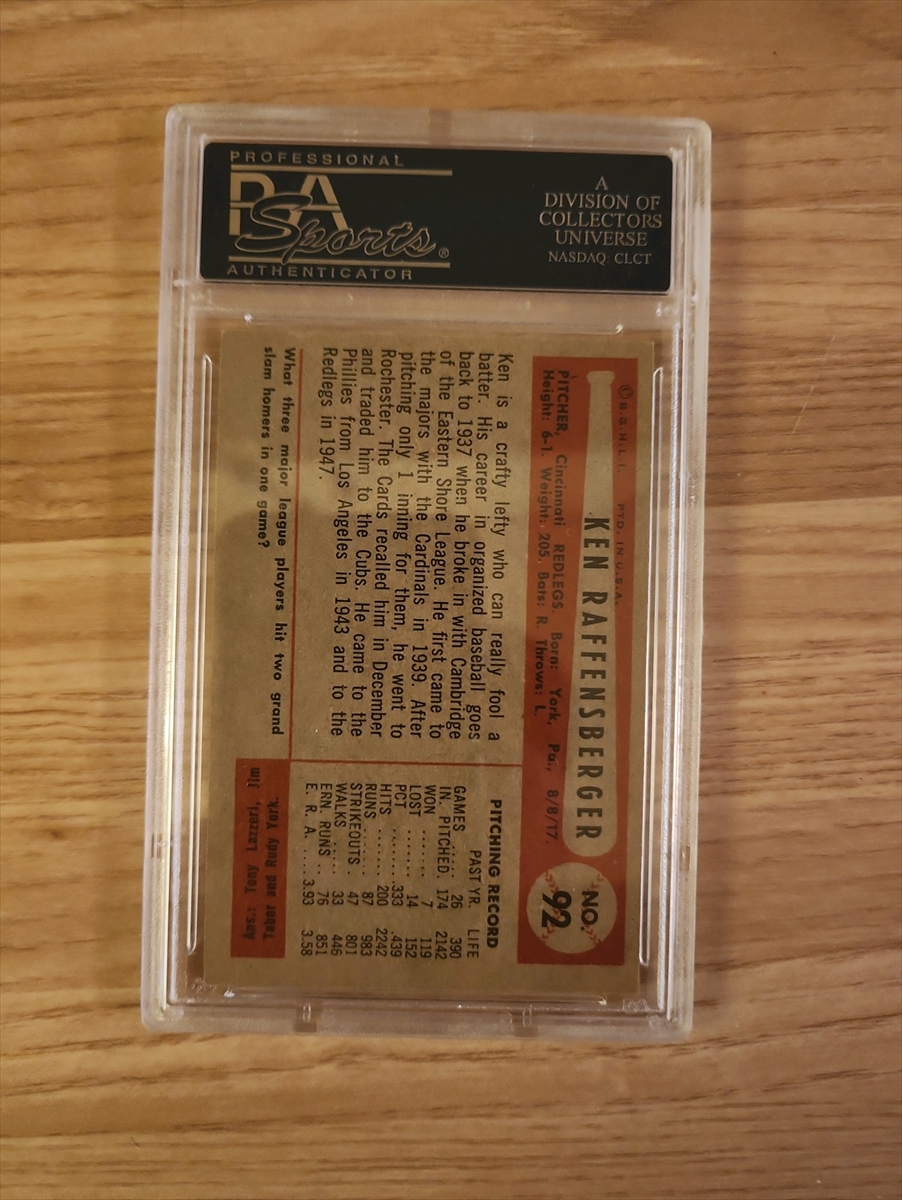 PROFESSIONAL
PSA
Sports®
AUTHENTICATOR
A
DIVISION OF
COLLECTORS
UNIVERSE
NASDAQ: CLCT
© B.G.H.L.I. PTD. IN U.S.A.
KEN RAFFENSBERGER
NO.
92
PITCHER, Cincinnati REDLEGS. Born: York, Pa., 8/8/17.
Height: 6-1. Weight: 205. Bats: R. Throws: L.
Ken is a crafty lefty who can really fool a
batter. His career in organized baseball goes
back to 1937 when he broke in with Cambridge
of the Eastern Shore League. He first came to
the majors with the Cardinals in 1939. After
pitching only 1 inning for them, he went to
Rochester. The Cards recalled him in December
and traded him to the Cubs. He came to the
Phillies from Los Angeles in 1943 and to the
Redlegs in 1947.
PITCHING RECORD
PAST YR. LIFE
GAMES ..... 26 390
IN. PITCHED. 174 2142
WON ....... 7 119
LOST ....... 14 152
PCT ....... .333 .439
HITS ....... 200 2242
RUNS ....... 87 983
STRIKEOUTS . 47 801
WALKS ..... 33 446
ERN. RUNS .. 76 851
E. R. A. .... 3.93 3.58
What three major league players hit two grand
slam homers in one game?
Ans.: Tony Lazzeri, Jim
Tabor and Rudy York.